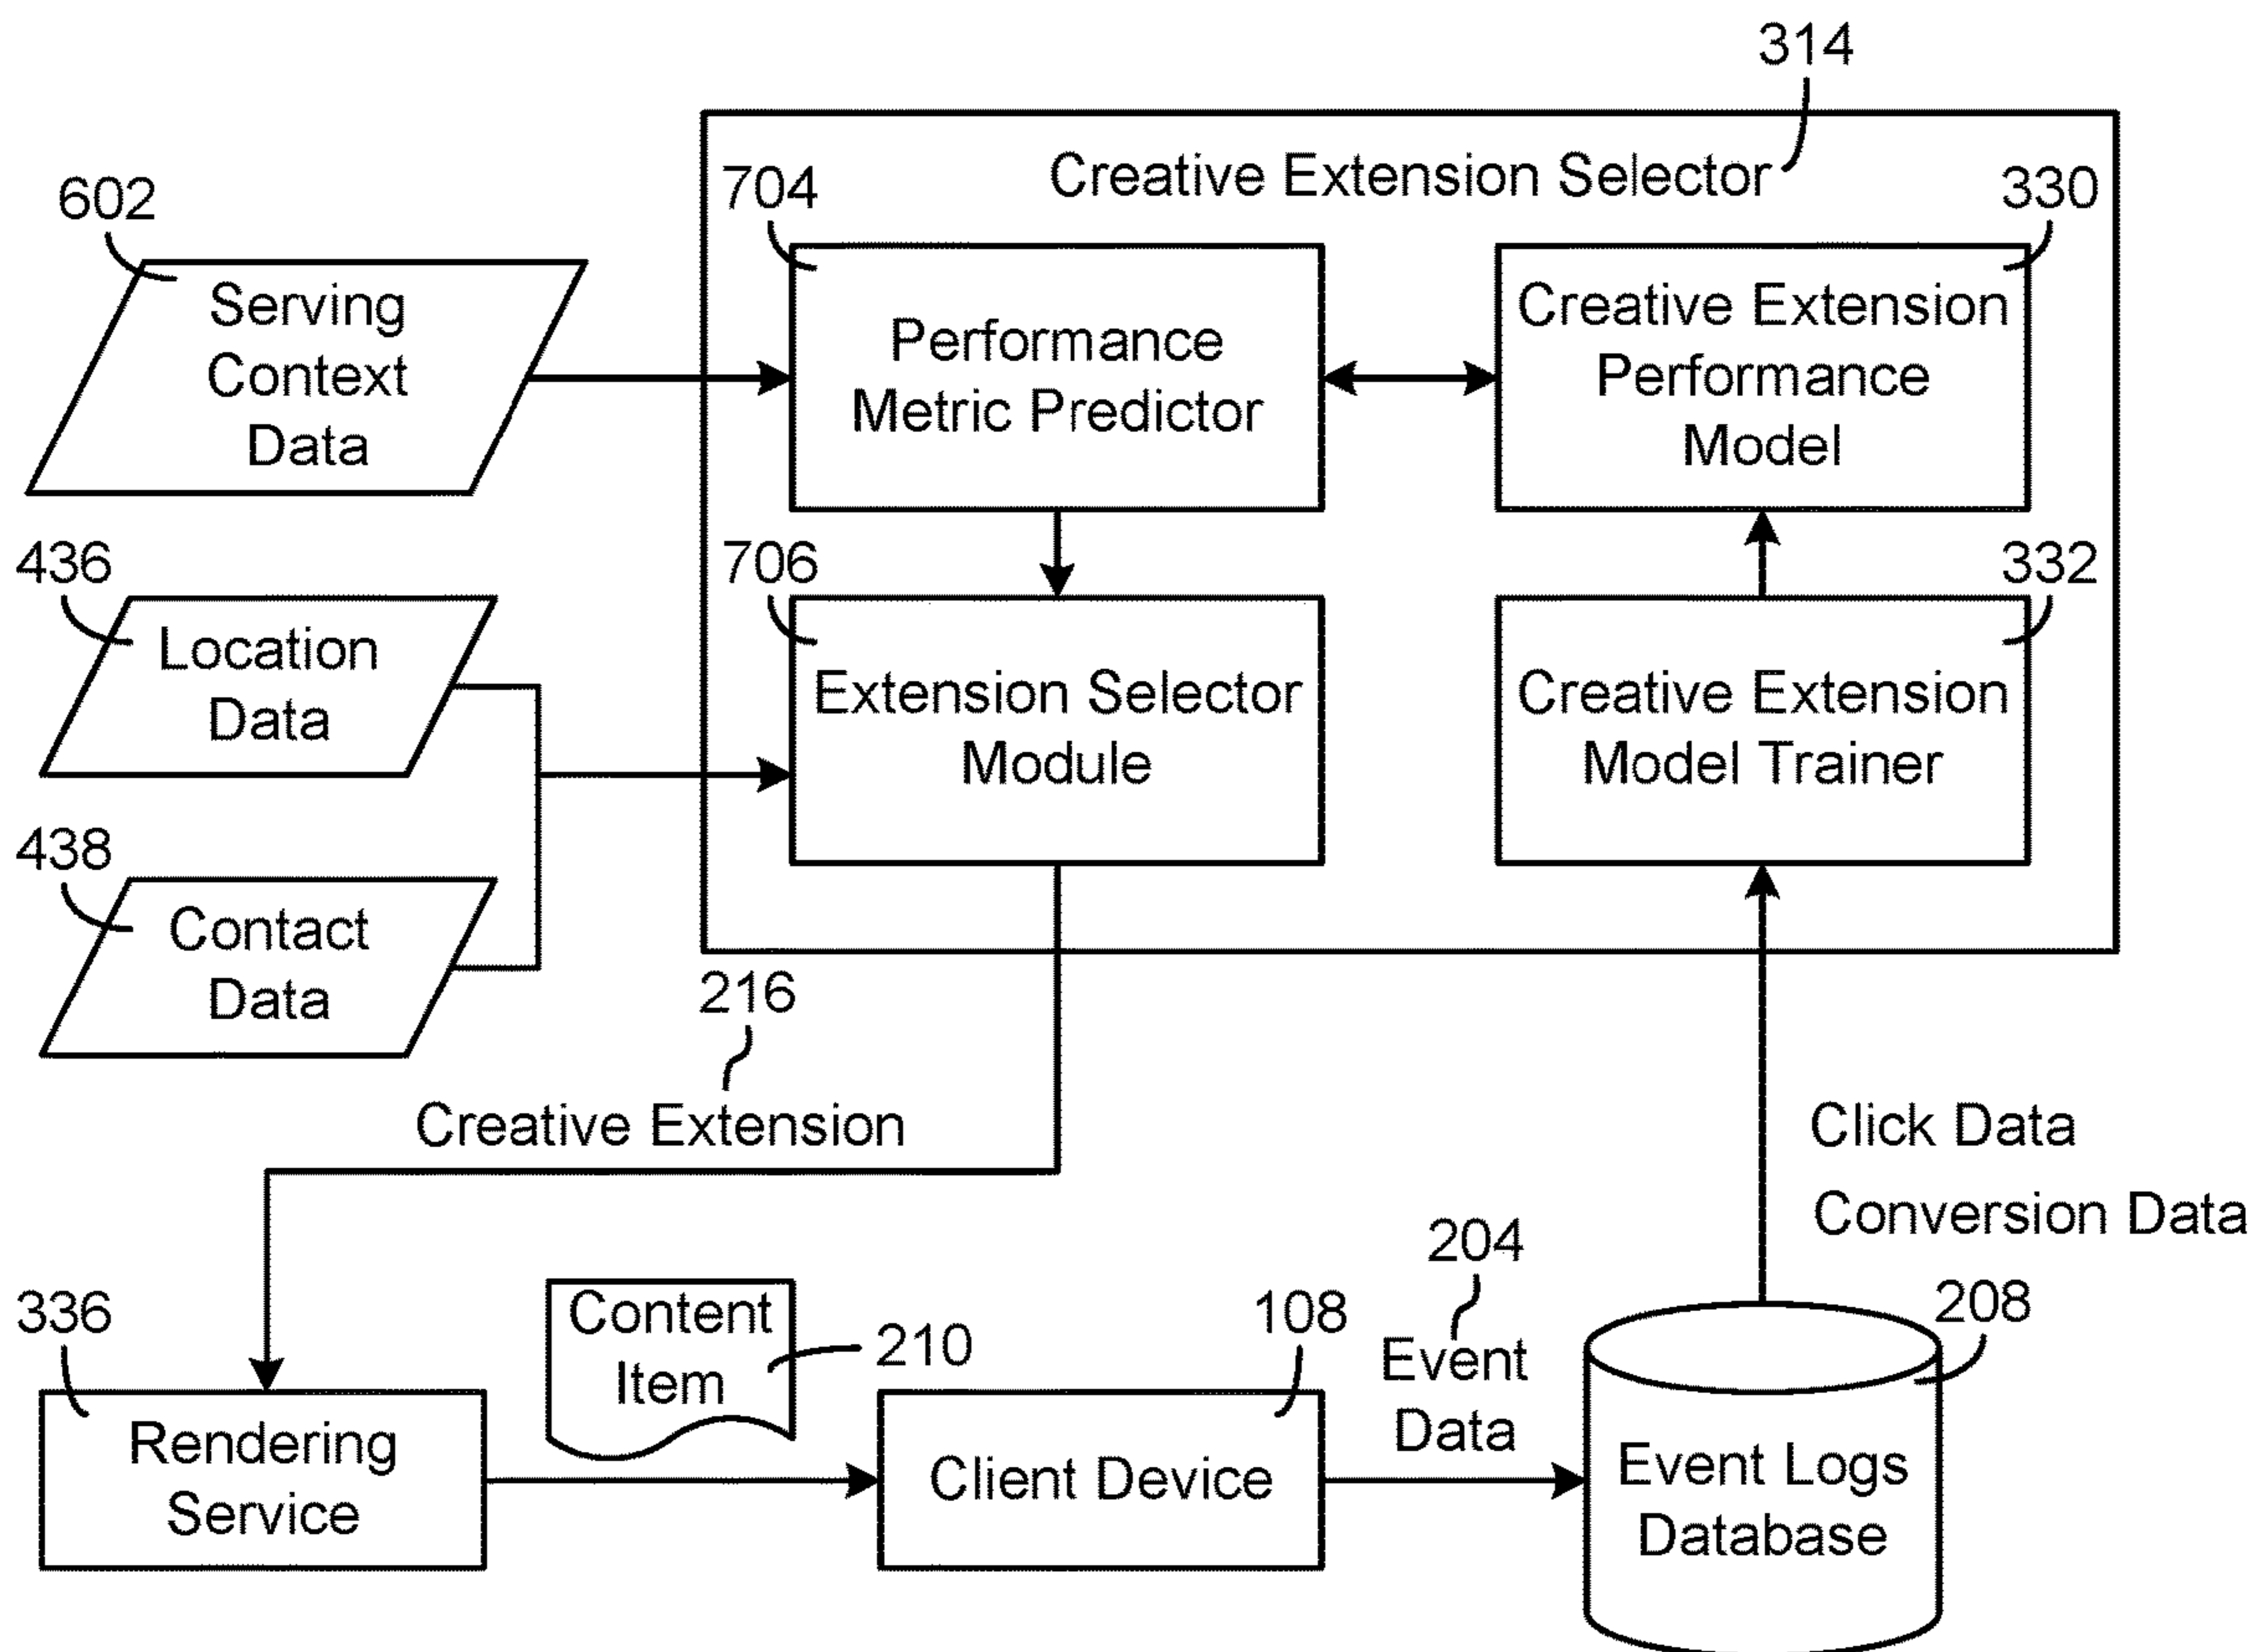 314
Creative Extension Selector
602
704
330
Serving
Context
Data
Performance
Metric Predictor
Creative Extension
Performance
Model
436
706
332
Location
Data
Extension Selector
Module
Creative Extension
Model Trainer
438
Contact
Data
216
Creative Extension
Click Data
Conversion Data
204
Event
Data
336
Content
Item
210
108
208
Rendering
Service
Client Device
Event Logs
Database